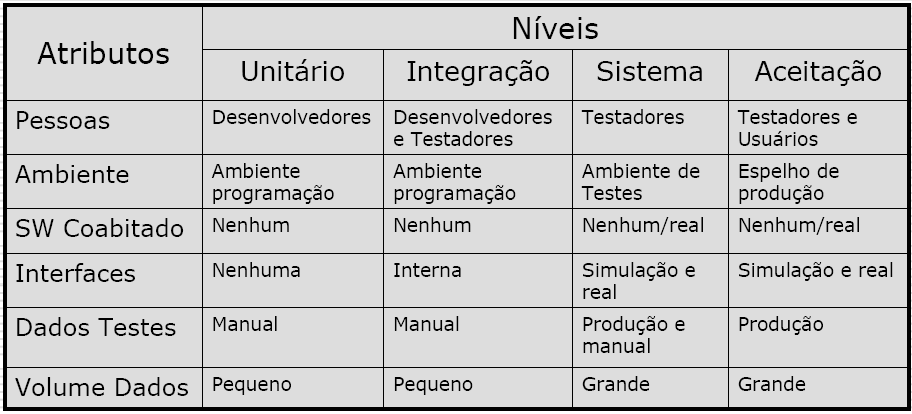 Atributos
Níveis
Unitário Integração Sistema Aceitação
Pessoas Desenvolvedores Desenvolvedores Testadores Testadores e
e Testadores Usuários
Ambiente Ambiente Ambiente Ambiente de Espelho de
programação programação Testes produção
SW Coabitado Nenhum Nenhum Nenhum/real Nenhum/real
Interfaces Nenhuma Interna Simulação e Simulação e real
real
Dados Testes Manual Manual Produção e Produção
manual
Volume Dados Pequeno Pequeno Grande Grande